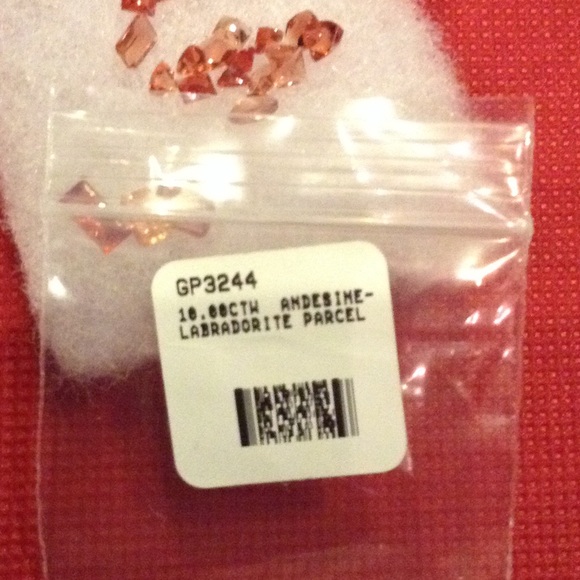 GP3244
10.00CTW ANDESINE-
LABRADORITE PARCEL